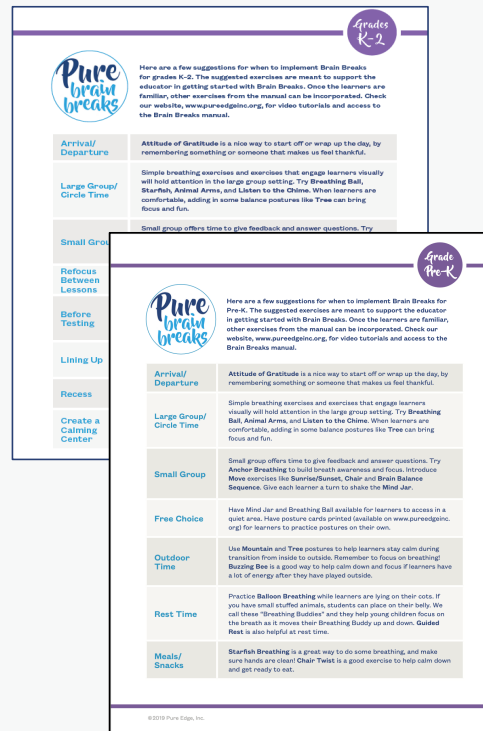 Grades
K-2
Pure
brain
breaks
Here are a few suggestions for when to implement Brain Breaks
for grades K–2. The suggested exercises are meant to support the
educator in getting started with Brain Breaks. Once the learners are
familiar, other exercises from the manual can be incorporated. Check
our website, www.pureedgeinc.org, for video tutorials and access to
the Brain Breaks manual.
Arrival/
Departure
Attitude of Gratitude is a nice way to start off or wrap up the day, by
remembering something or someone that makes us feel thankful.
Large Group/
Circle Time
Simple breathing exercises and exercises that engage learners visually
will hold attention in the large group setting. Try Breathing Ball,
Starfish, Animal Arms, and Listen to the Chime. When learners are
comfortable, adding in some balance postures like Tree can bring
focus and fun.
Small Grou
Small group offers time to give feedback and answer questions. Try
Refocus
Between
Lessons
Before
Testing
Lining Up
Recess
Create a
Calming
Center
Grade
Pre-K
Pure
brain
breaks
Here are a few suggestions for when to implement Brain Breaks for
Pre-K. The suggested exercises are meant to support the educator
in getting started with Brain Breaks. Once the learners are familiar,
other exercises from the manual can be incorporated. Check our
website, www.pureedgeinc.org, for video tutorials and access to the
Brain Breaks manual.
Arrival/
Departure
Attitude of Gratitude is a nice way to start off or wrap up the day, by
remembering something or someone that makes us feel thankful.
Large Group/
Circle Time
Simple breathing exercises and exercises that engage learners
visually will hold attention in the large group setting. Try Breathing
Ball, Animal Arms, and Listen to the Chime. When learners are
comfortable, adding in some balance postures like Tree can bring
focus and fun.
Small Group
Small group offers time to give feedback and answer questions. Try
Anchor Breathing to build breath awareness and focus. Introduce
Move exercises like Sunrise/Sunset, Chair and Brain Balance
Sequence. Give each learner a turn to shake the Mind Jar.
Free Choice
Have Mind Jar and Breathing Ball available for learners to access in a
quiet area. Have posture cards printed (available on www.pureedgeinc.
org) for learners to practice postures on their own.
Outdoor
Time
Use Mountain and Tree postures to help learners stay calm during
transition from inside to outside. Remember to focus on breathing!
Buzzing Bee is a good way to help calm down and focus if learners have
a lot of energy after they have played outside.
Rest Time
Practice Balloon Breathing while learners are lying on their cots. If
you have small stuffed animals, students can place on their belly. We
call these "Breathing Buddies" and they help young children focus on
the breath as it moves their Breathing Buddy up and down. Guided
Rest is also helpful at rest time.
Meals/
Snacks
Starfish Breathing is a great way to do some breathing, and make
sure hands are clean! Chair Twist is a good exercise to help calm down
and get ready to eat.
©2019 Pure Edge, Inc.